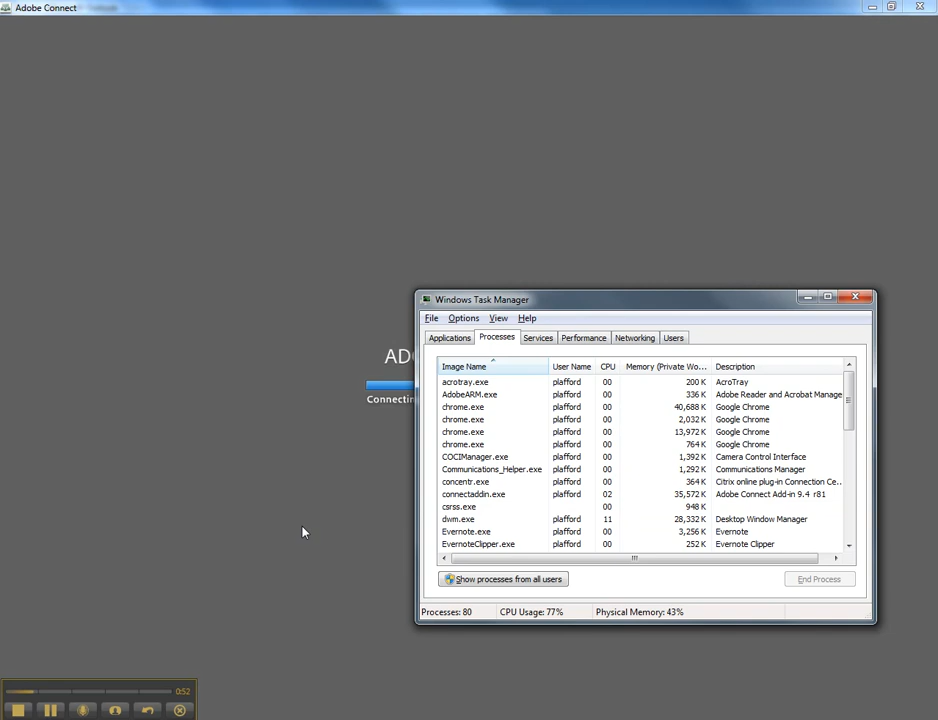 Adobe Connect
ADO
Connectin
Windows Task Manager
File Options View Help
Applications Processes Services Performance Networking Users
Image Name User Name CPU Memory (Private Wo... Description
acrotray.exe plafford 00 200 K AcroTray
AdobeARM.exe plafford 00 336 K Adobe Reader and Acrobat Manage
chrome.exe plafford 00 40,688 K Google Chrome
chrome.exe plafford 00 2,032 K Google Chrome
chrome.exe plafford 00 13,972 K Google Chrome
chrome.exe plafford 00 764 K Google Chrome
COCIManager.exe plafford 00 1,392 K Camera Control Interface
Communications_Helper.exe plafford 00 1,292 K Communications Manager
concentr.exe plafford 00 364 K Citrix online plug-in Connection Ce...
connectaddin.exe plafford 02 35,572 K Adobe Connect Add-in 9.4 r81
csrss.exe 00 948 K
dwm.exe plafford 11 28,332 K Desktop Window Manager
Evernote.exe plafford 00 3,256 K Evernote
EvernoteClipper.exe plafford 00 252 K Evernote Clipper
Show processes from all users End Process
Processes: 80 CPU Usage: 77% Physical Memory: 43%
0:52